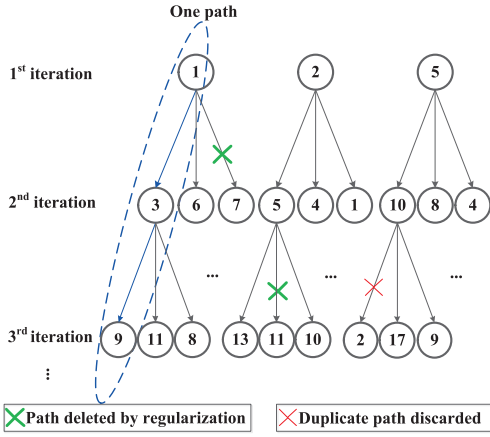 One path
1st iteration 1 2 5
2nd iteration 3 6 7 5 4 1 10 8 4
... ... ...
3rd iteration 9 11 8 13 11 10 2 17 9
...
Path deleted by regularization Duplicate path discarded